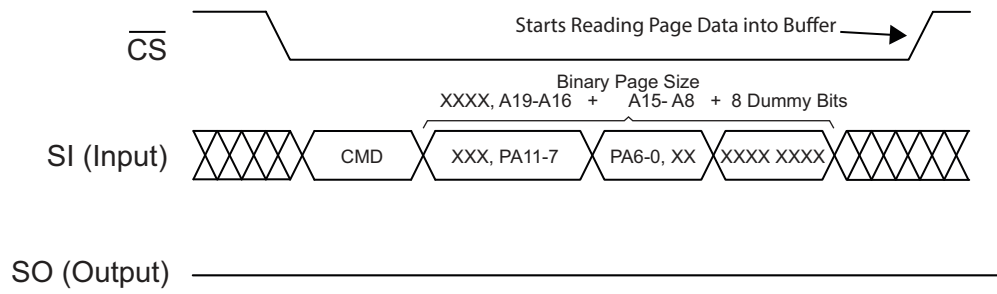 Starts Reading Page Data into Buffer
CS
Binary Page Size
XXXX, A19-A16 + A15- A8 + 8 Dummy Bits
SI (Input) CMD XXX, PA11-7 PA6-0, XX XXXX XXXX
SO (Output)